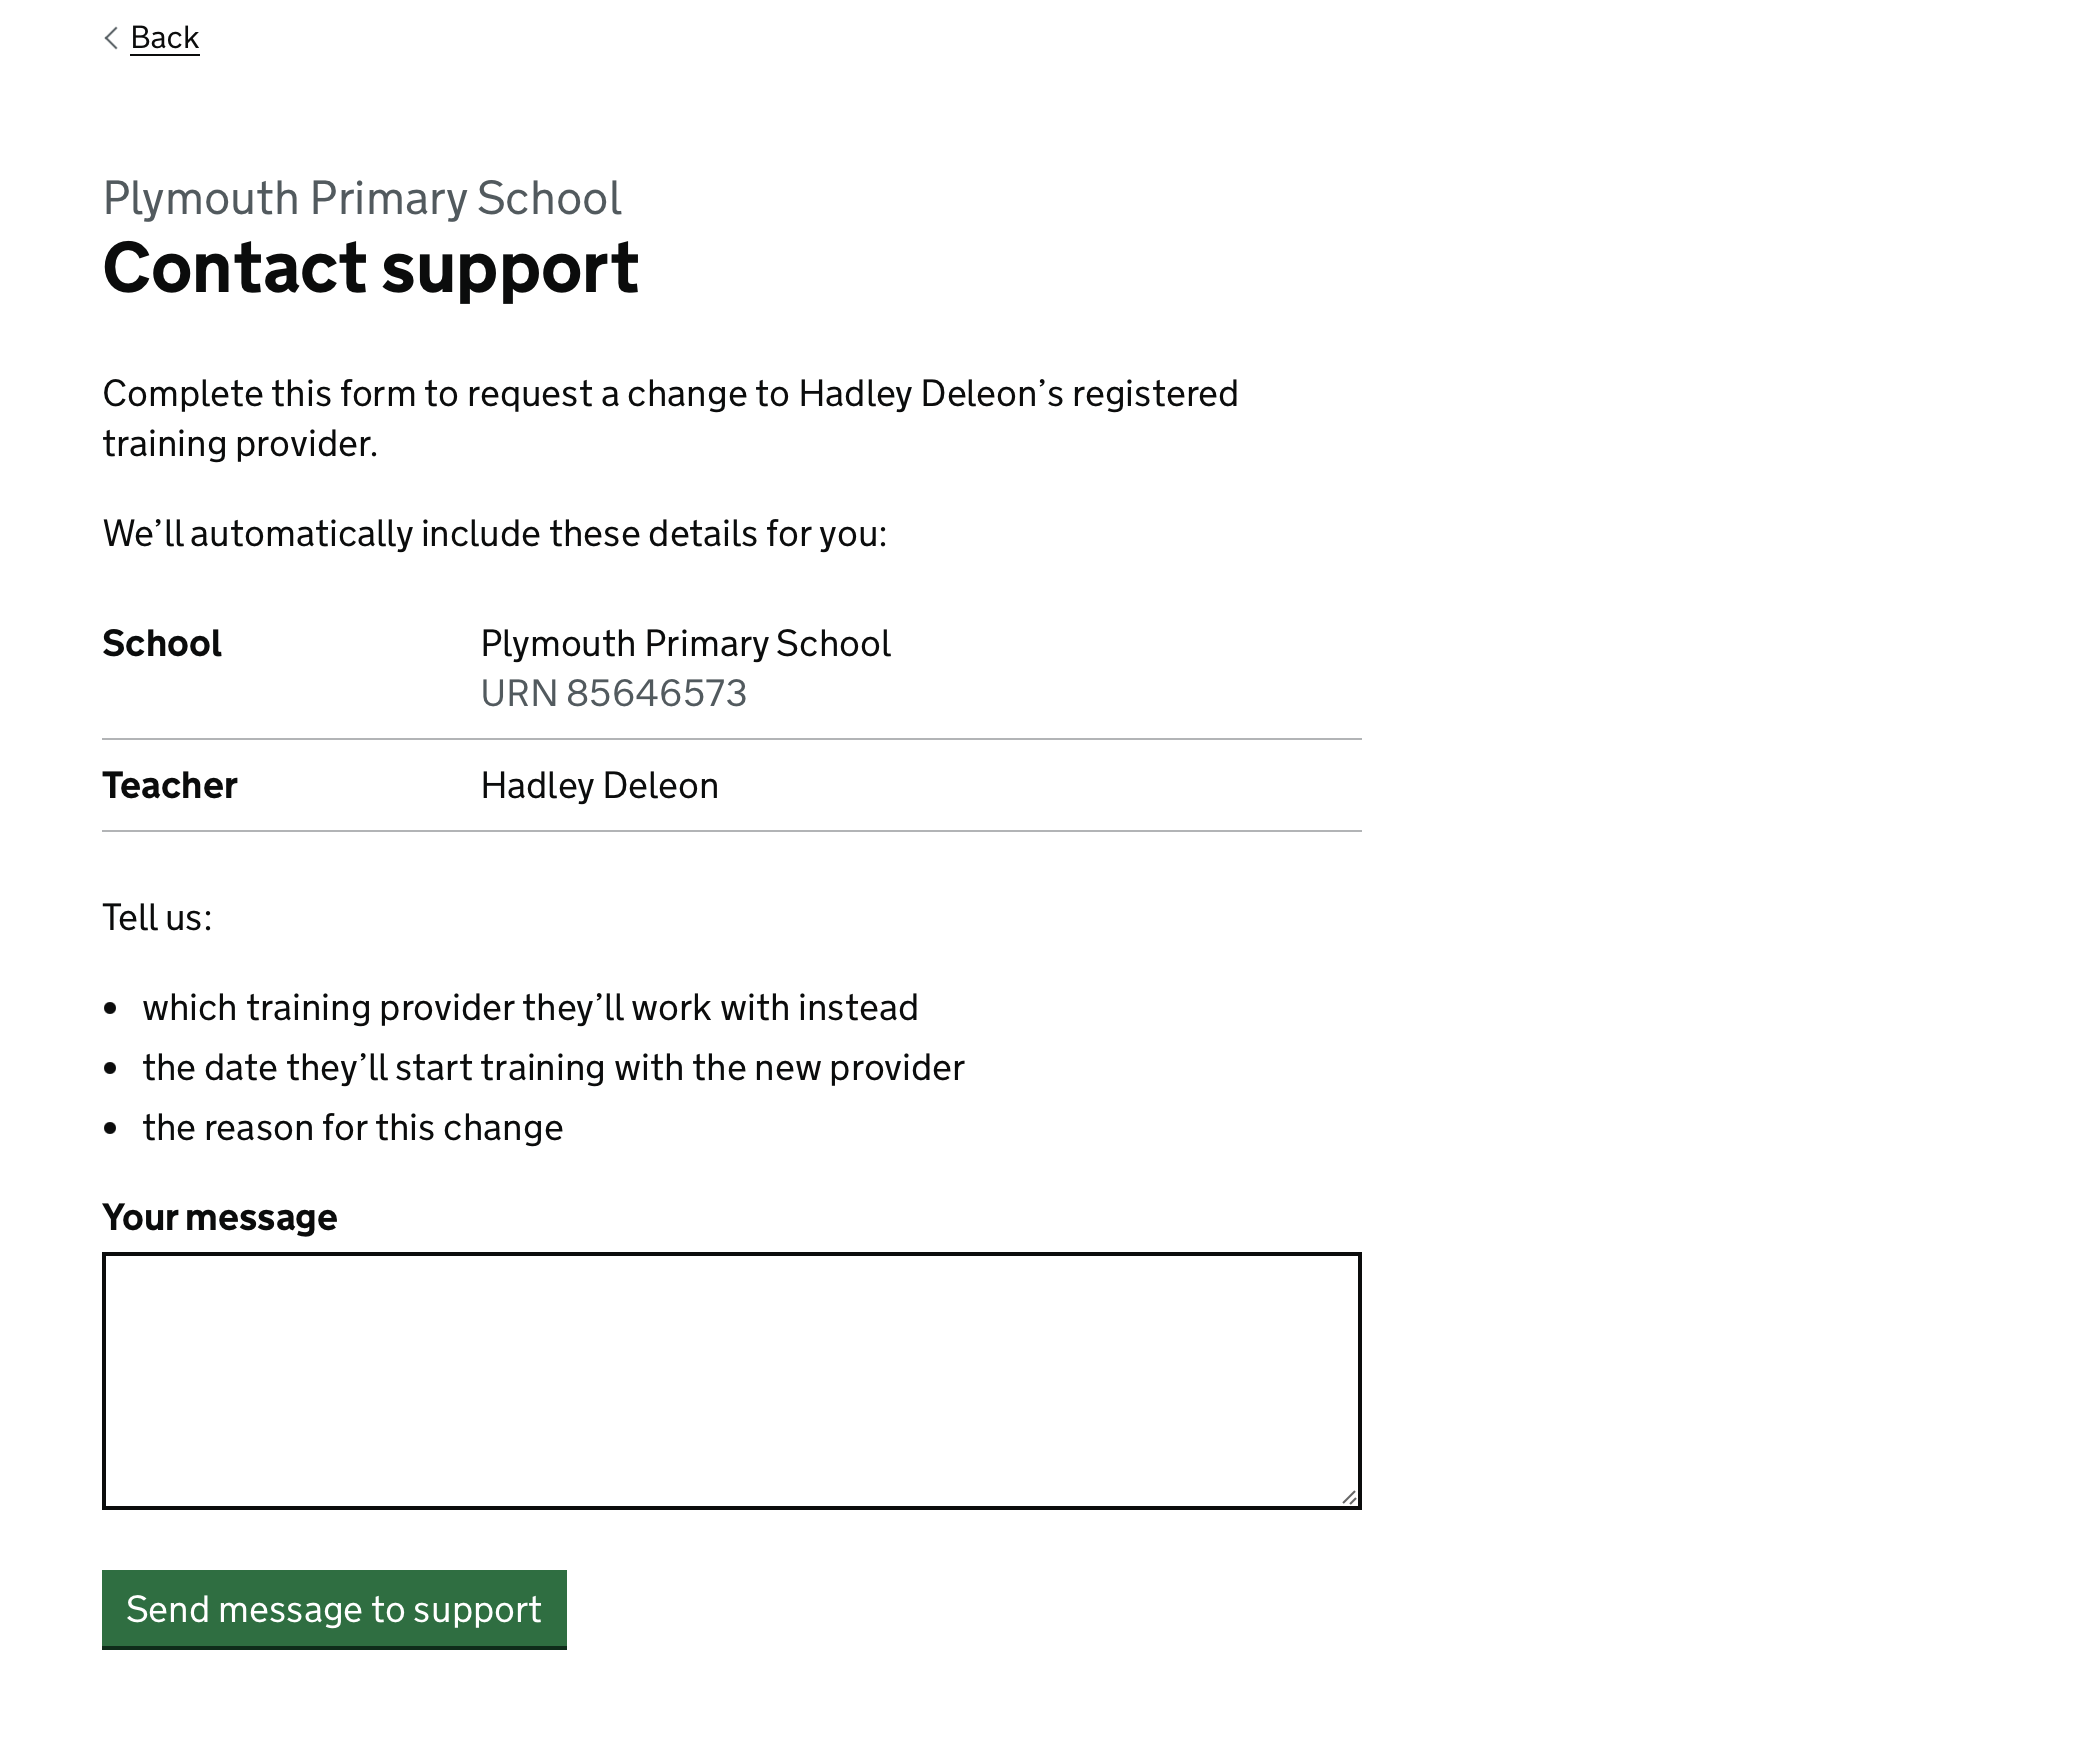 Back
Plymouth Primary School
Contact support
Complete this form to request a change to Hadley Deleon’s registered
training provider.
We’ll automatically include these details for you:
School Plymouth Primary School
URN 85646573
Teacher Hadley Deleon
Tell us:
• which training provider they’ll work with instead
• the date they’ll start training with the new provider
• the reason for this change
Your message
Send message to support